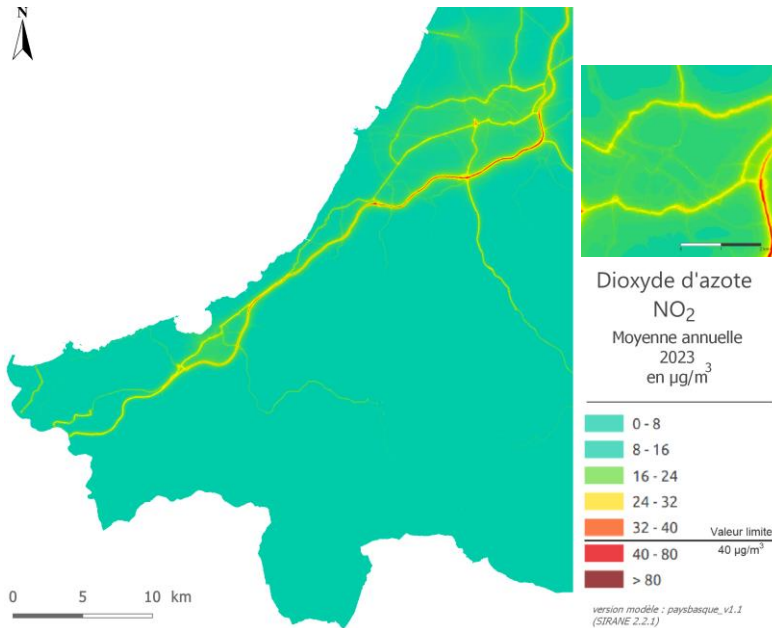 N
Dioxyde d'azote
NO₂
Moyenne annuelle
2023
en µg/m³
0 - 8
8 - 16
16 - 24
24 - 32
32 - 40
Valeur limite
40 µg/m³
40 - 80
> 80
version modèle : paysbasque_v1.1
(SIRANE 2.2.1)
0 5 10 km